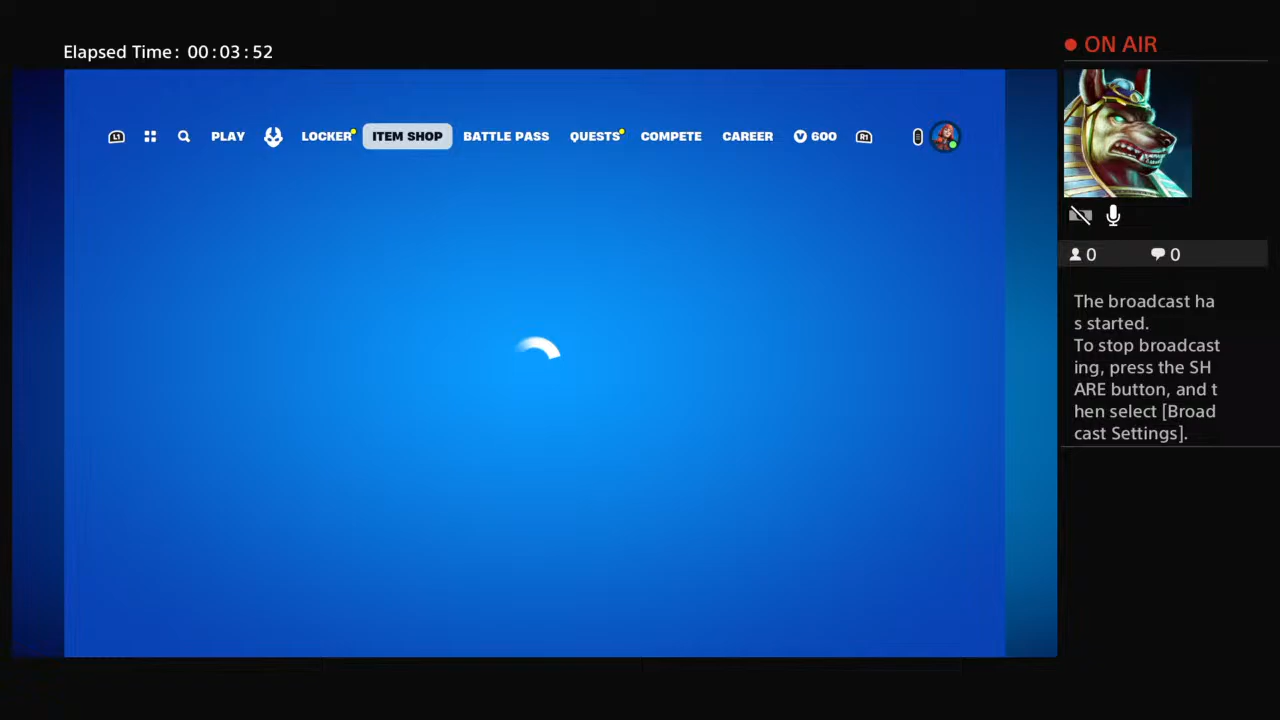 Elapsed Time: 00:03:52
ON AIR
L1 PLAY LOCKER ITEM SHOP BATTLE PASS QUESTS COMPETE CAREER V 600 R1
0 0
The broadcast ha
s started.
To stop broadcast
ing, press the SH
ARE button, and t
hen select [Broad
cast Settings].